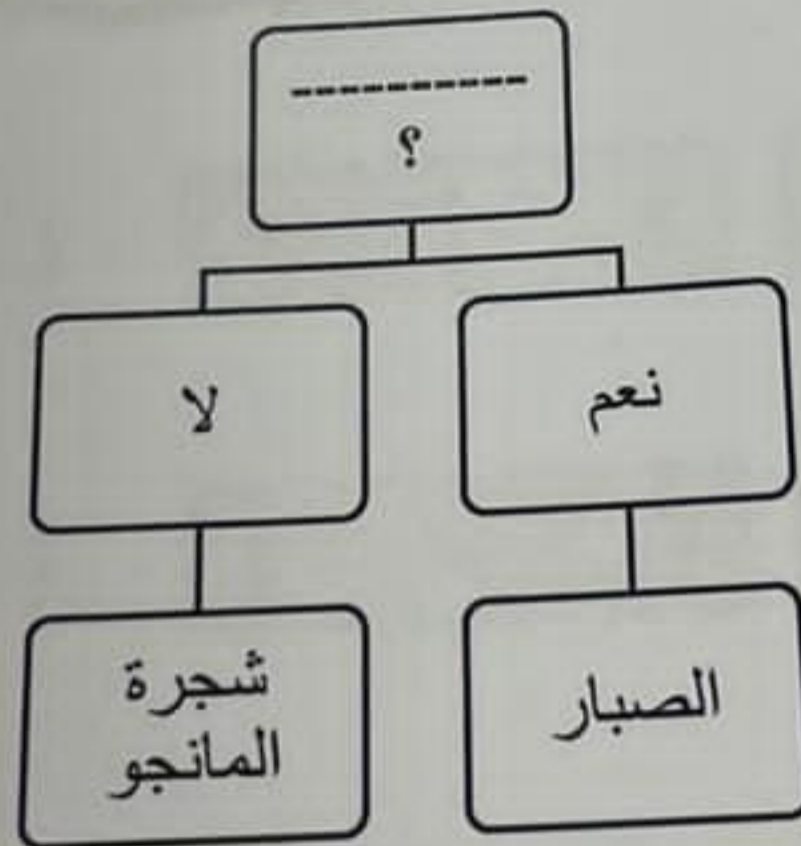 -----------
؟
نعم
لا
الصبار
شجرة
المانجو